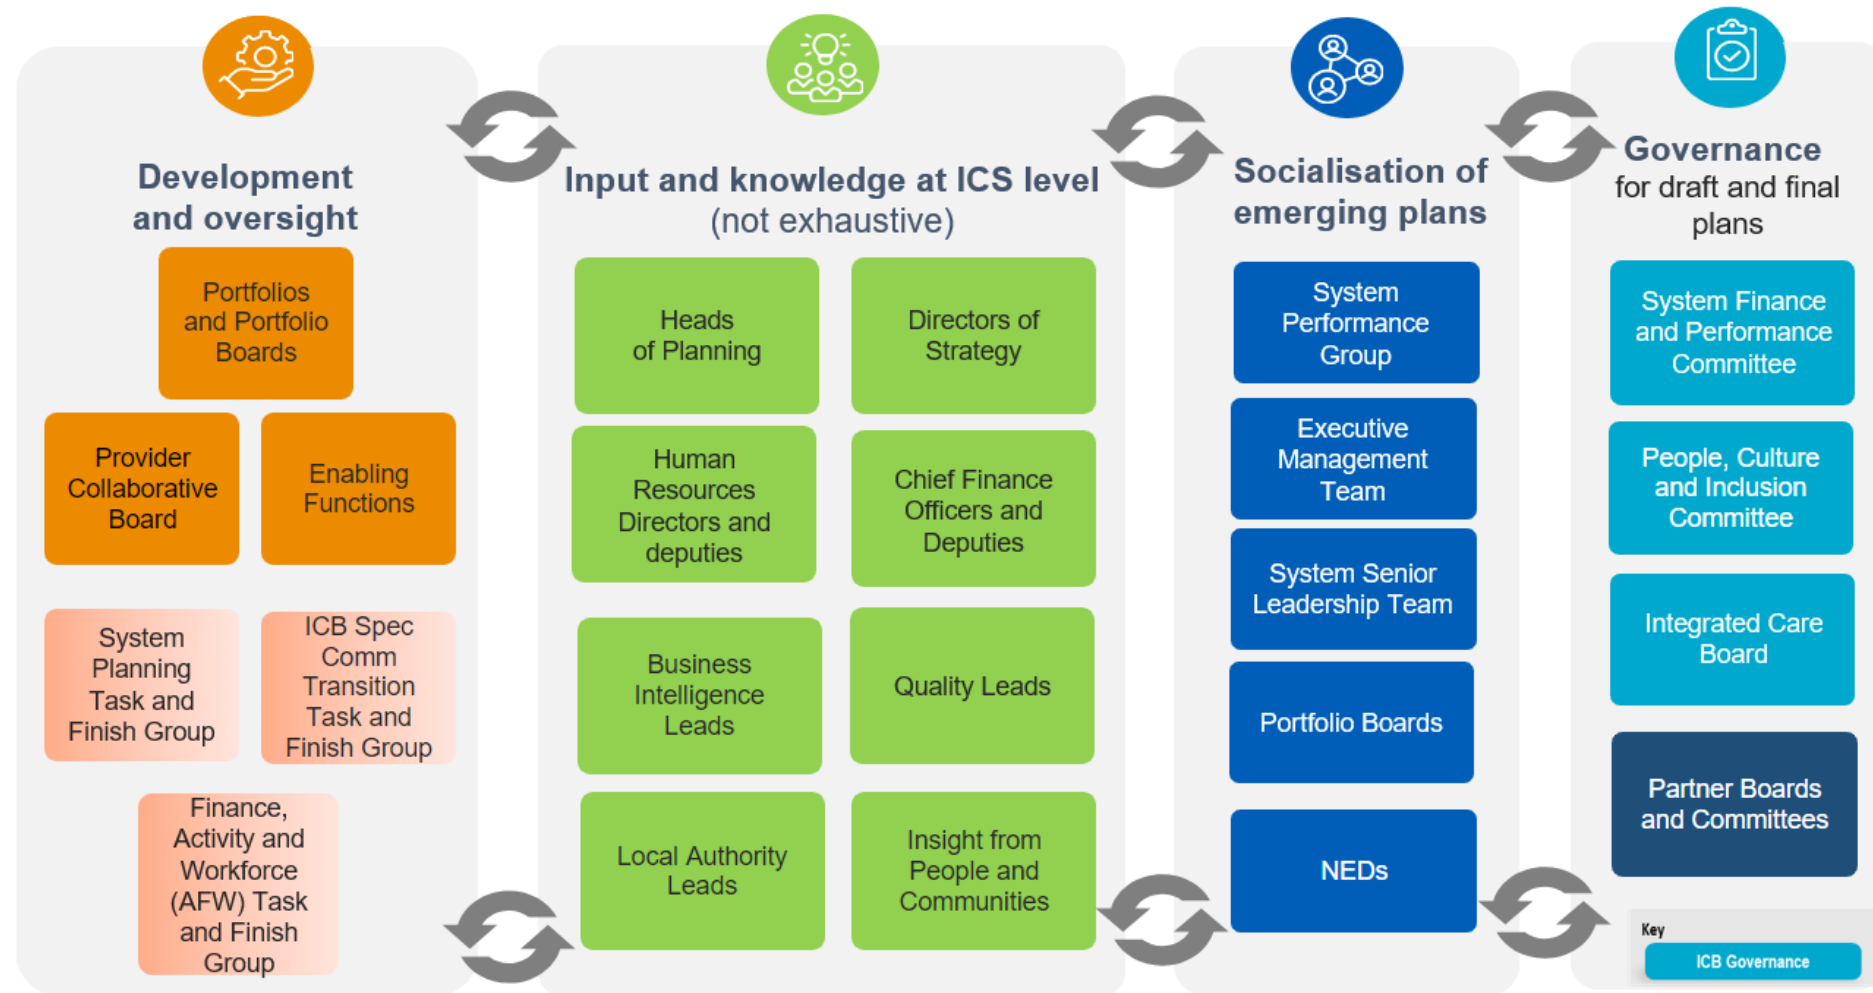 Development
and oversight
Portfolios
and Portfolio
Boards
Provider
Collaborative
Board
Enabling
Functions
System
Planning
Task and
Finish Group
ICB Spec
Comm
Transition
Task and
Finish Group
Finance,
Activity and
Workforce
(AFW) Task
and Finish
Group
Input and knowledge at ICS level
(not exhaustive)
Heads
of Planning
Directors of
Strategy
Human
Resources
Directors and
deputies
Chief Finance
Officers and
Deputies
Business
Intelligence
Leads
Quality Leads
Local Authority
Leads
Insight from
People and
Communities
Socialisation of
emerging plans
System
Performance
Group
Executive
Management
Team
System Senior
Leadership Team
Portfolio Boards
NEDs
Governance
for draft and final
plans
System Finance
and Performance
Committee
People, Culture
and Inclusion
Committee
Integrated Care
Board
Partner Boards
and Committees
Key
ICB Governance